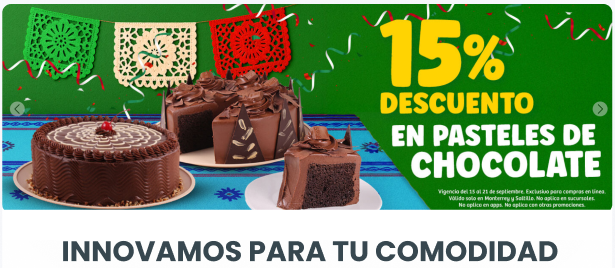 15%
DESCUENTO
EN PASTELES DE
CHOCOLATE
Vigencia del 13 al 21 de septiembre. Exclusivo para compras en línea.
Válido solo en Monterrey y Saltillo. No aplica en sucursales.
No aplica en apps. No aplica con otras promociones.
INNOVAMOS PARA TU COMODIDAD